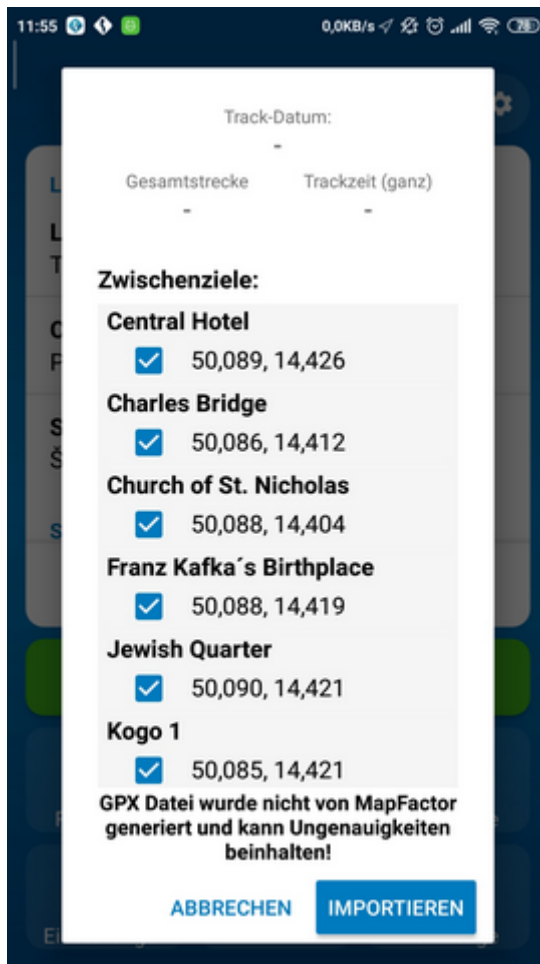 11:55
0,0KB/s
78
Track-Datum:
-
Gesamtstrecke
Trackzeit (ganz)
-
-
Zwischenziele:
Central Hotel
50,089, 14,426
Charles Bridge
50,086, 14,412
Church of St. Nicholas
50,088, 14,404
Franz Kafka´s Birthplace
50,088, 14,419
Jewish Quarter
50,090, 14,421
Kogo 1
50,085, 14,421
GPX Datei wurde nicht von MapFactor
generiert und kann Ungenauigkeiten
beinhalten!
ABBRECHEN
IMPORTIEREN